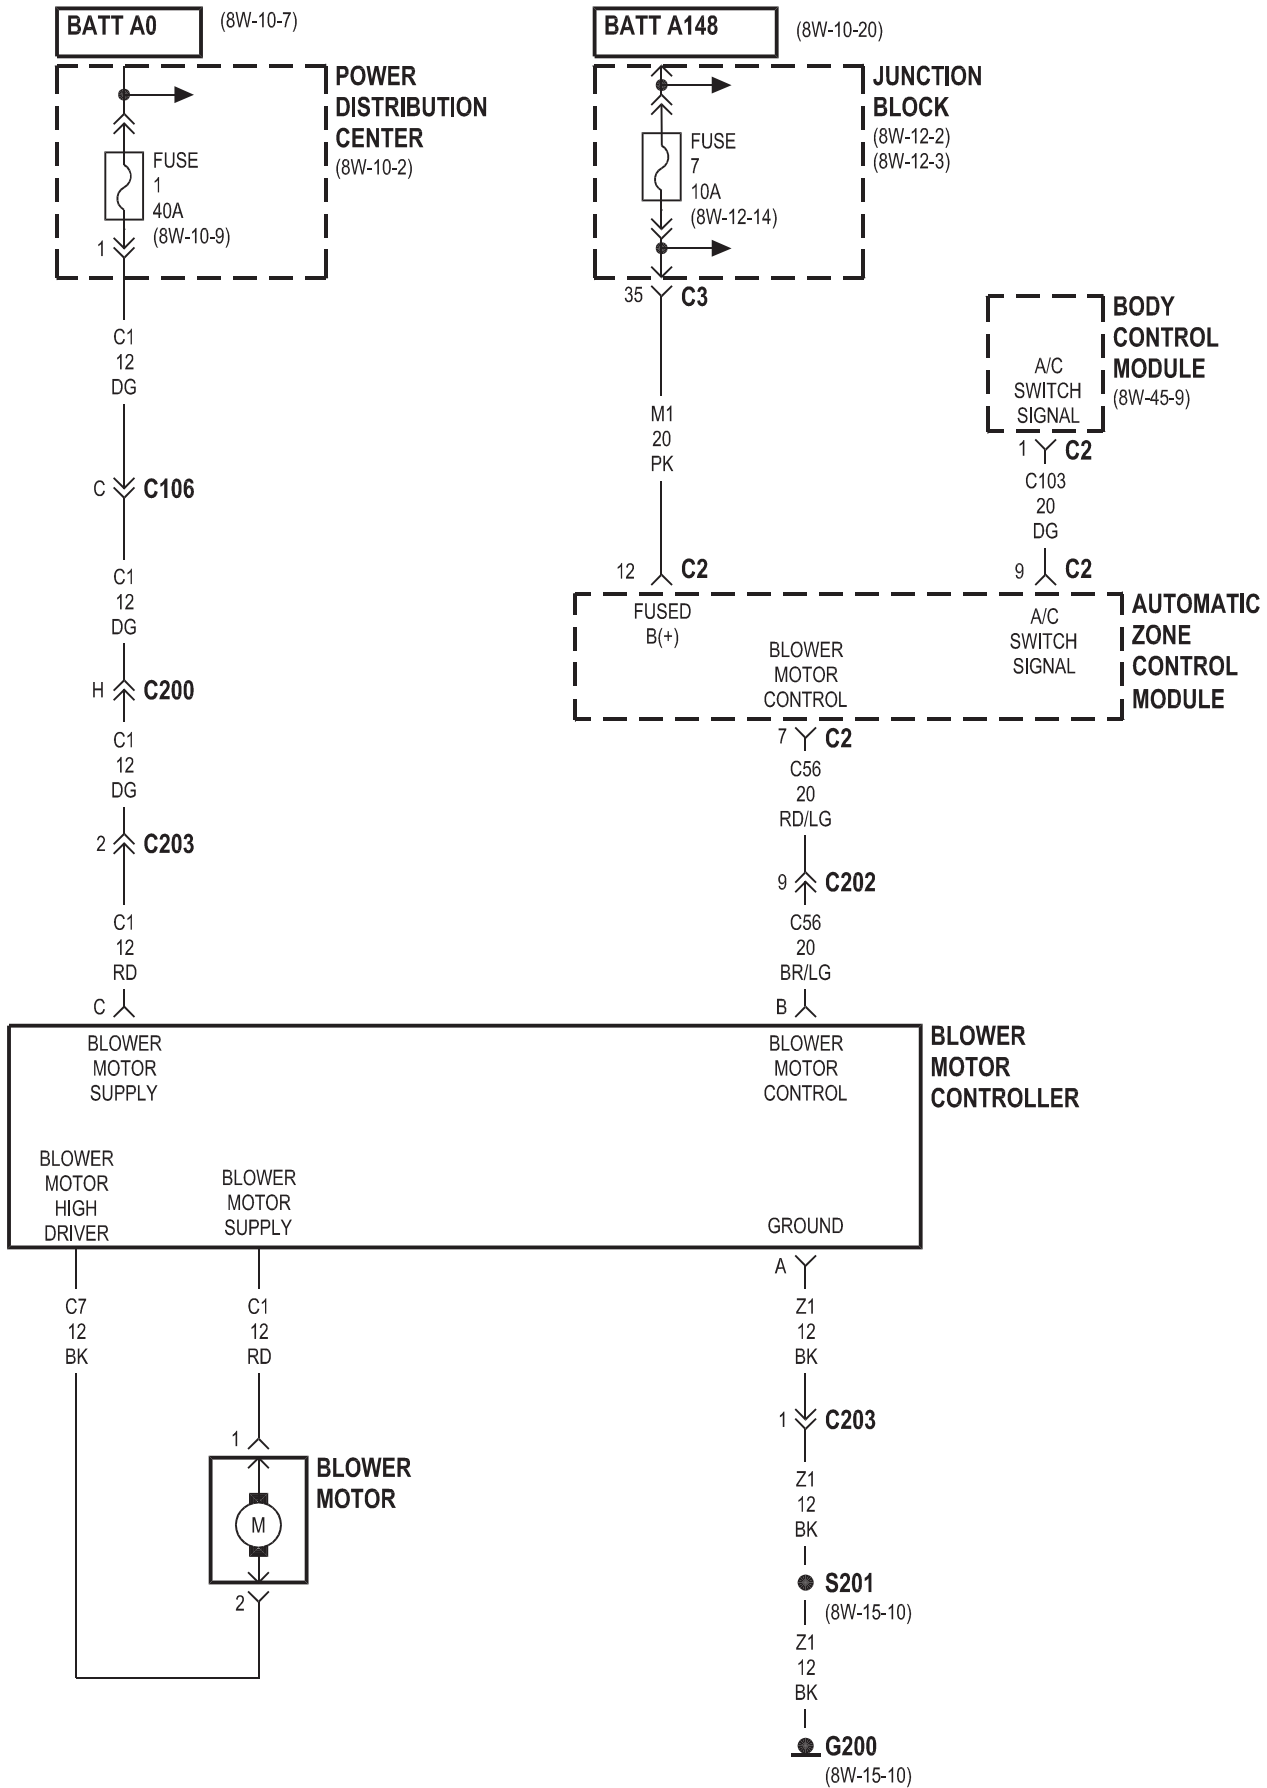 BATT A0
(8W-10-7)
BATT A148
(8W-10-20)
POWER
DISTRIBUTION
CENTER
(8W-10-2)
FUSE
1
40A
(8W-10-9)
1
JUNCTION
BLOCK
(8W-12-2)
(8W-12-3)
FUSE
7
10A
(8W-12-14)
35
C3
C1
12
DG
M1
20
PK
BODY
CONTROL
MODULE
(8W-45-9)
A/C
SWITCH
SIGNAL
1
C2
C103
20
DG
C
C106
C1
12
DG
12
C2
9
C2
AUTOMATIC
ZONE
CONTROL
MODULE
FUSED
B(+)
A/C
SWITCH
SIGNAL
BLOWER
MOTOR
CONTROL
H
C200
C1
12
DG
7
C2
C56
20
RD/LG
2
C203
9
C202
C1
12
RD
C56
20
BR/LG
C
B
BLOWER
MOTOR
SUPPLY
BLOWER
MOTOR
CONTROL
BLOWER
MOTOR
CONTROLLER
BLOWER
MOTOR
HIGH
DRIVER
BLOWER
MOTOR
SUPPLY
GROUND
A
C7
12
BK
C1
12
RD
Z1
12
BK
1
C203
1
BLOWER
MOTOR
M
2
Z1
12
BK
S201
(8W-15-10)
Z1
12
BK
G200
(8W-15-10)